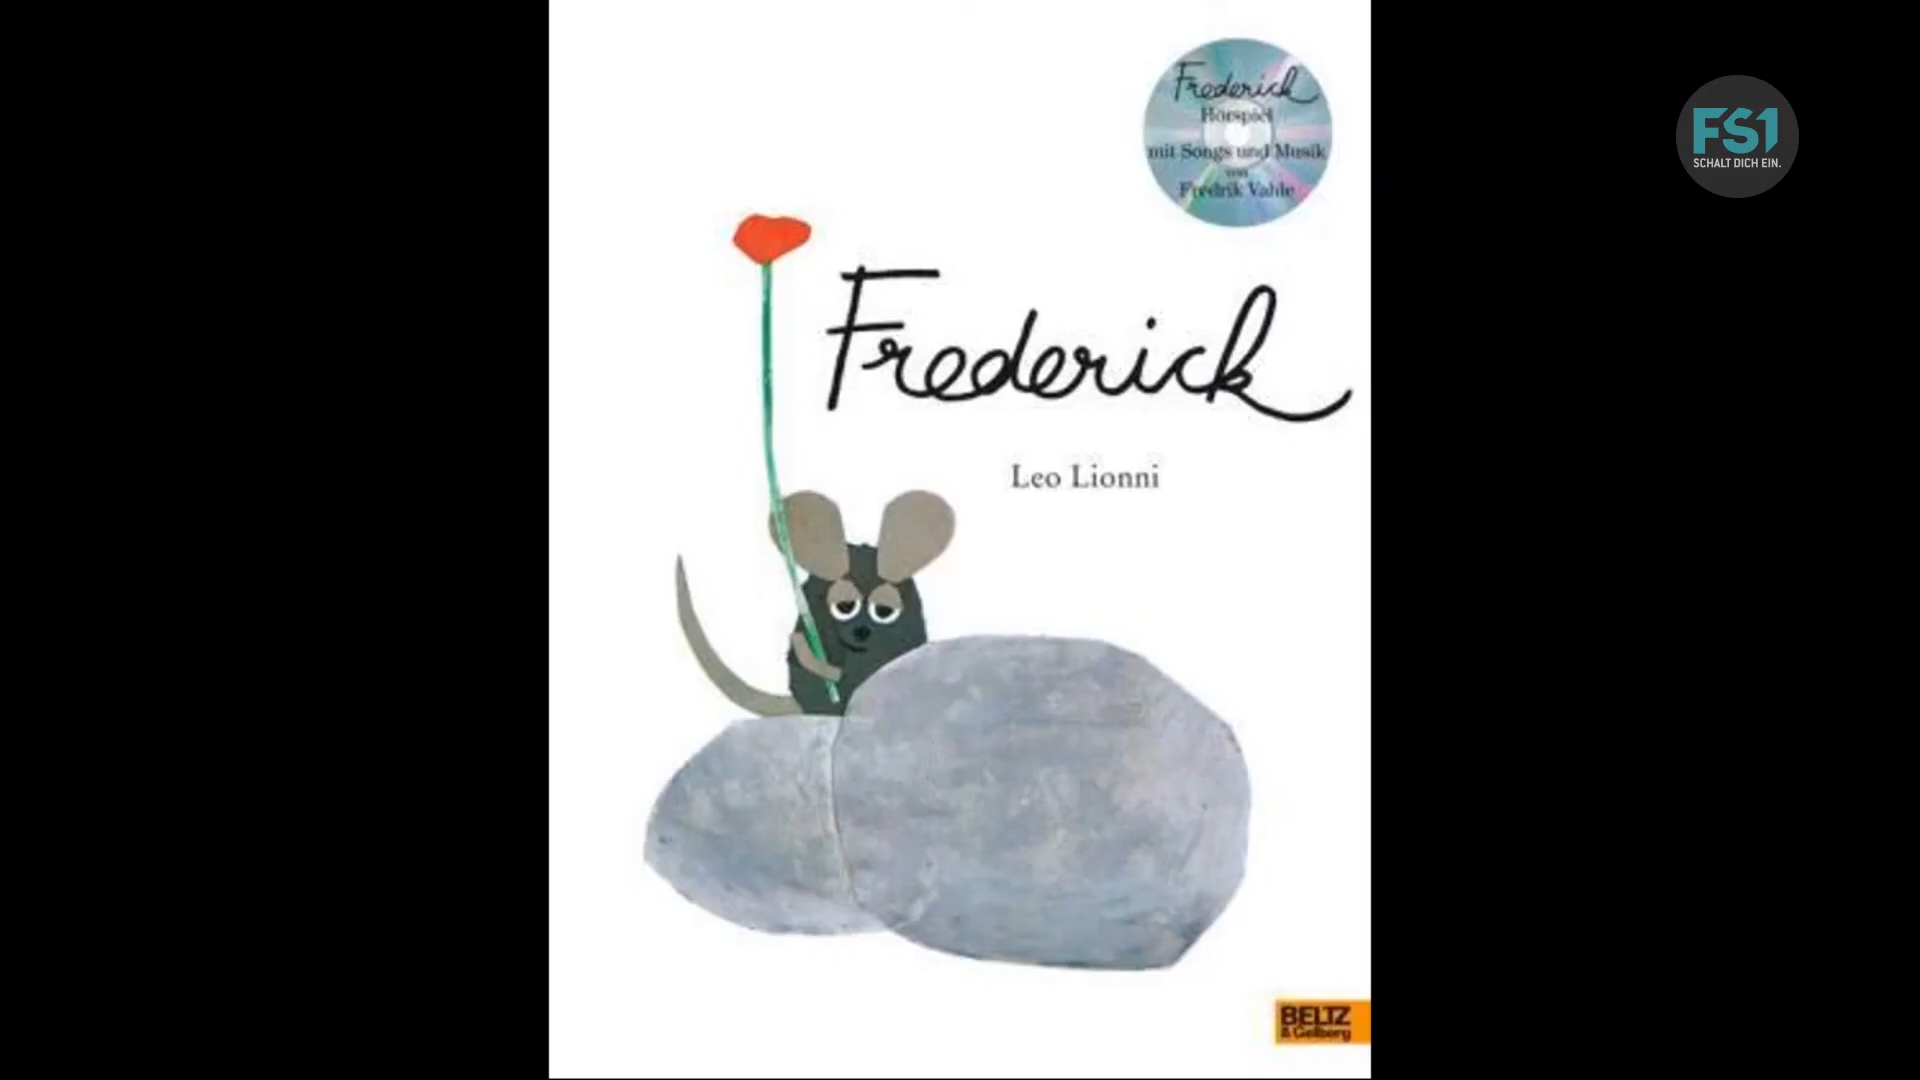 Frederick
Hörspiel
mit Songs und Musik
von
Fredrik Vahle
FS1
SCHALT DICH EIN.
Frederick
Leo Lionni
BELTZ
& Gelberg